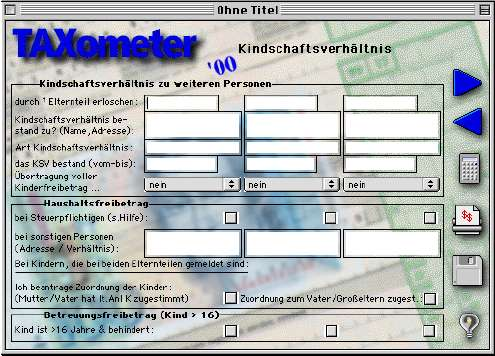 Ohne Titel
TAXometer
'00
Kindschaftsverhältnis
Kindschaftsverhältnis zu weiteren Personen
durch 1 Elternteil erloschen:
Kindschaftsverhältnis be-
stand zu? (Name, Adresse):
Art Kindschaftsverhältnis:
das KSV bestand (vom-bis):
Übertragung voller
Kinderfreibetrag ...
nein nein nein
Haushaltsfreibetrag
bei Steuerpflichtigen (s.Hilfe):
bei sonstigen Personen
(Adresse / Verhältnis):
Bei Kindern, die bei beiden Elternteilen gemeldet sind:
Ich beantrage Zuordnung der Kinder:
(Mutter/Vater hat lt. Anl K zugestimmt) Zuordnung zum Vater/Großeltern zugest.:
Betreuungsfreibetrag (Kind > 16)
Kind ist >16 Jahre & behindert:
$$